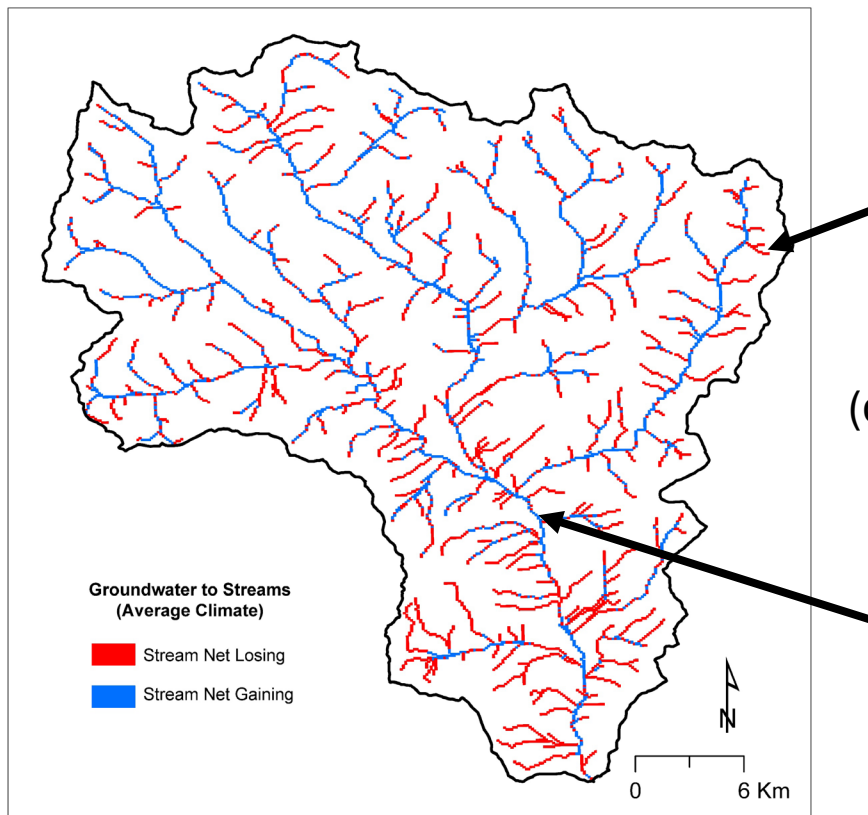 Groundwater to Streams
(Average Climate)
Stream Net Losing
Stream Net Gaining
N
0 6 Km